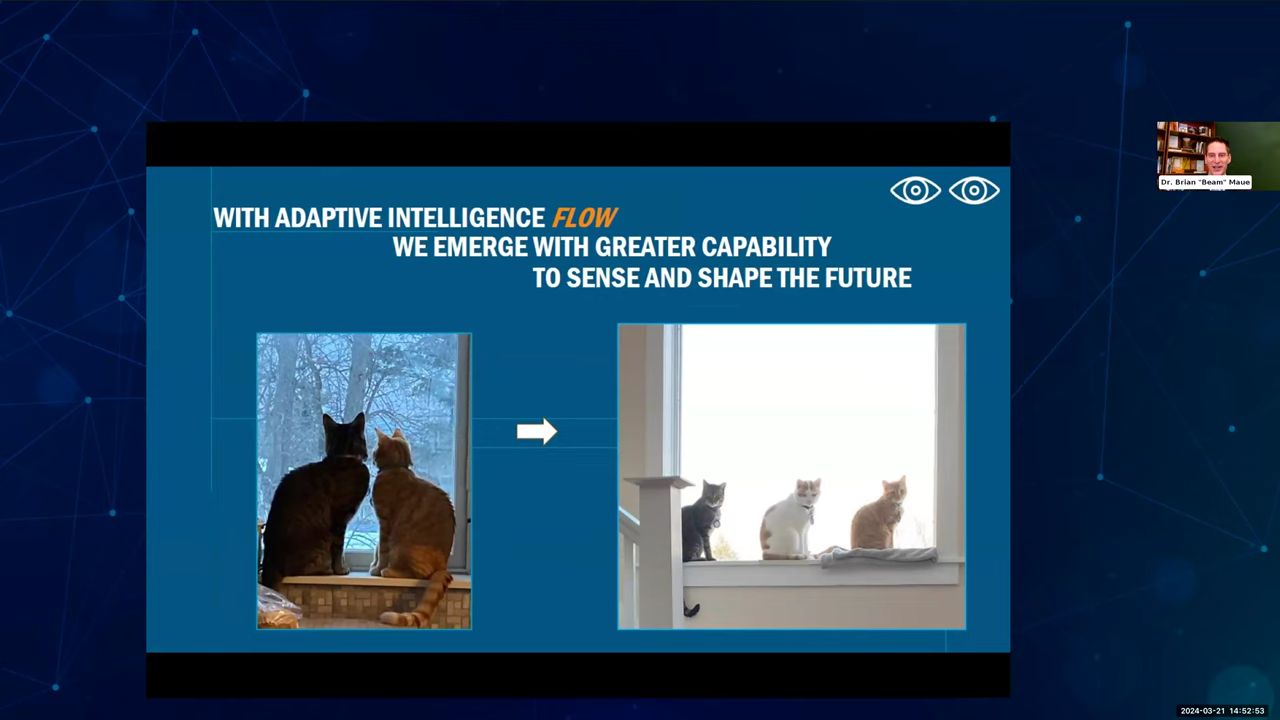 WITH ADAPTIVE INTELLIGENCE FLOW
WE EMERGE WITH GREATER CAPABILITY
TO SENSE AND SHAPE THE FUTURE
Dr. Brian "Beam" Maue
2024-03-21 14:52:53